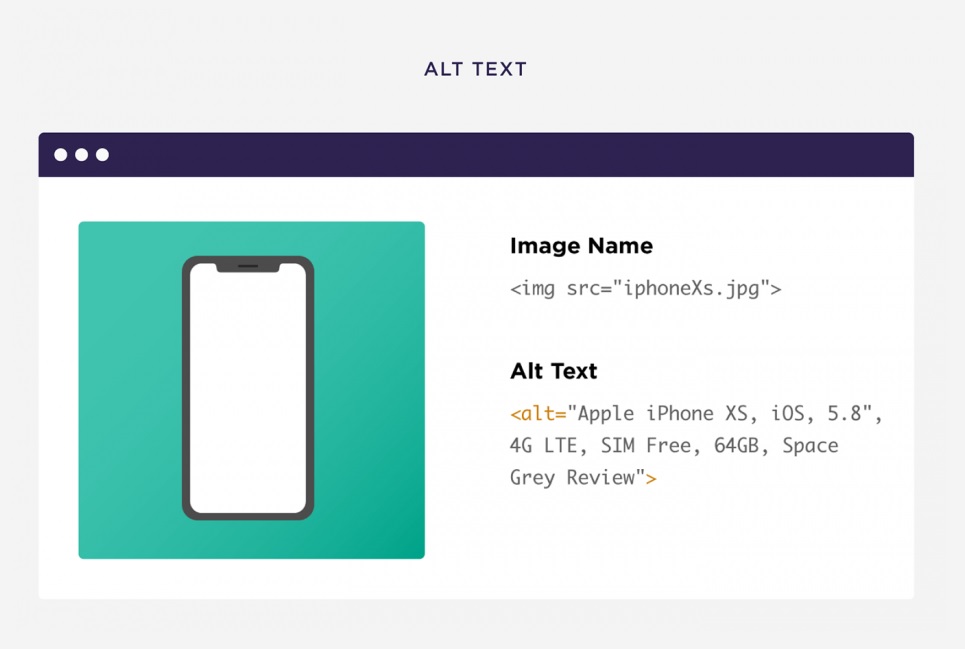 ALT TEXT
Image Name
<img src="iphoneXs.jpg">
Alt Text
<alt="Apple iPhone XS, iOS, 5.8",
4G LTE, SIM Free, 64GB, Space
Grey Review">